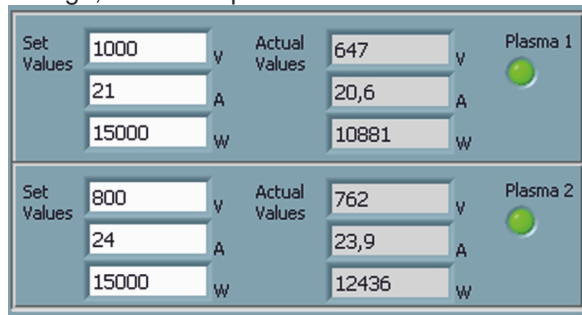 Set Values 1000 V Actual Values 647 V Plasma 1
21 A 20,6 A
15000 W 10881 W
Set Values 800 V Actual Values 762 V Plasma 2
24 A 23,9 A
15000 W 12436 W